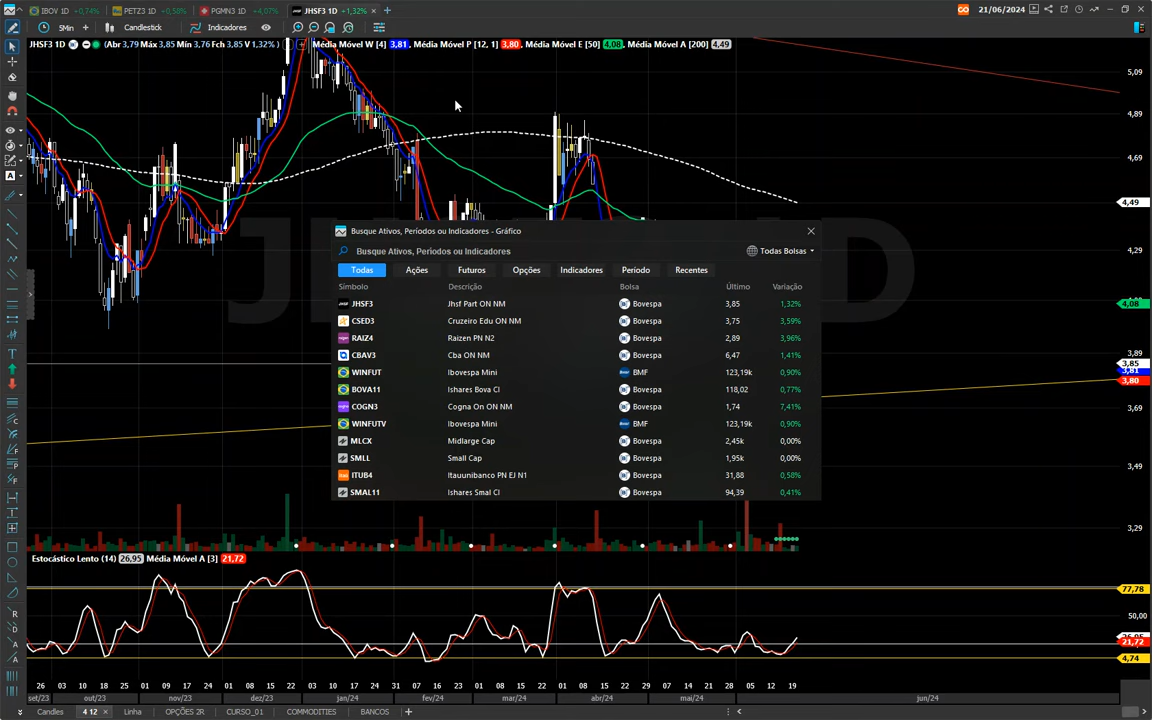 IBOV 1D +0,74% PETZ3 1D +0,58% PGMN3 1D +4,07% JHSF3 1D +1,32% × + 21/06/2024
5Min + Candlestick Indicadores
JHSF3 1D (Abr 3,79 Máx 3,85 Mín 3,76 Fch 3,85 V 1,32% ) Média Móvel W [4] 3,81 , Média Móvel P [12, 1] 3,80 , Média Móvel E [50] 4,08 , Média Móvel A [200] 4,49
5,09
4,89
4,69
4,49
4,29
4,08
3,89
3,85
3,81
3,80
3,69
3,49
3,29
Busque Ativos, Períodos ou Indicadores - Gráfico
Busque Ativos, Períodos ou Indicadores Todas Bolsas
Todas Ações Futuros Opções Indicadores Período Recentes
Símbolo Descrição Bolsa Último Variação
JHSF3 Jhsf Part ON NM Bovespa 3,85 1,32%
CSED3 Cruzeiro Edu ON NM Bovespa 3,75 3,59%
RAIZ4 Raizen PN N2 Bovespa 2,89 3,96%
CBAV3 Cba ON NM Bovespa 6,47 1,41%
WINFUT Ibovespa Mini BMF 123,19k 0,90%
BOVA11 Ishares Bova CI Bovespa 118,02 0,77%
COGN3 Cogna On ON NM Bovespa 1,74 7,41%
WINFUTV Ibovespa Mini BMF 123,19k 0,90%
MLCX Midlarge Cap Bovespa 2,45k 0,00%
SMLL Small Cap Bovespa 1,95k 0,00%
ITUB4 Itauunibanco PN EJ N1 Bovespa 31,88 0,58%
SMAL11 Ishares Smal CI Bovespa 94,39 0,41%
Estocástico Lento (14) 26,95 Média Móvel A [3] 21,72
77,78
50,00
26,95
21,72
4,74
26 03 10 18 25 01 09 17 24 01 08 15 22 03 10 17 24 31 07 16 23 01 08 15 22 01 08 15 22 29 07 14 21 28 05 12 19
set/23 out/23 nov/23 dez/23 jan/24 fev/24 mar/24 abr/24 mai/24 jun/24
Candles 4 12 × Linha OPÇÕES 2R CURSO_01 COMMODITIES BANCOS +